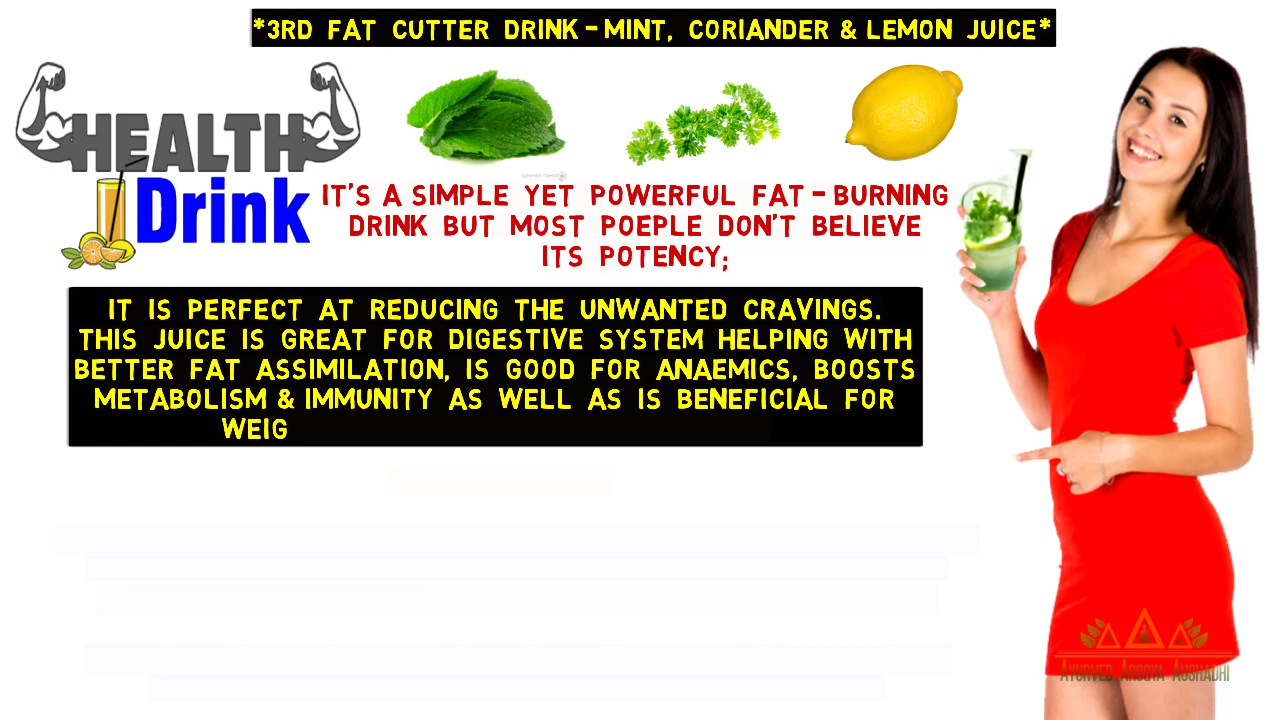 *3RD FAT CUTTER DRINK - MINT, CORIANDER & LEMON JUICE*
HEALTH
Drink
IT'S A SIMPLE YET POWERFUL FAT - BURNING
DRINK BUT MOST POEPLE DON'T BELIEVE
ITS POTENCY;
IT IS PERFECT AT REDUCING THE UNWANTED CRAVINGS.
THIS JUICE IS GREAT FOR DIGESTIVE SYSTEM HELPING WITH
BETTER FAT ASSIMILATION, IS GOOD FOR ANAEMICS, BOOSTS
METABOLISM & IMMUNITY AS WELL AS IS BENEFICIAL FOR
WEIG
AYURVED AROGYA AUSHADHI